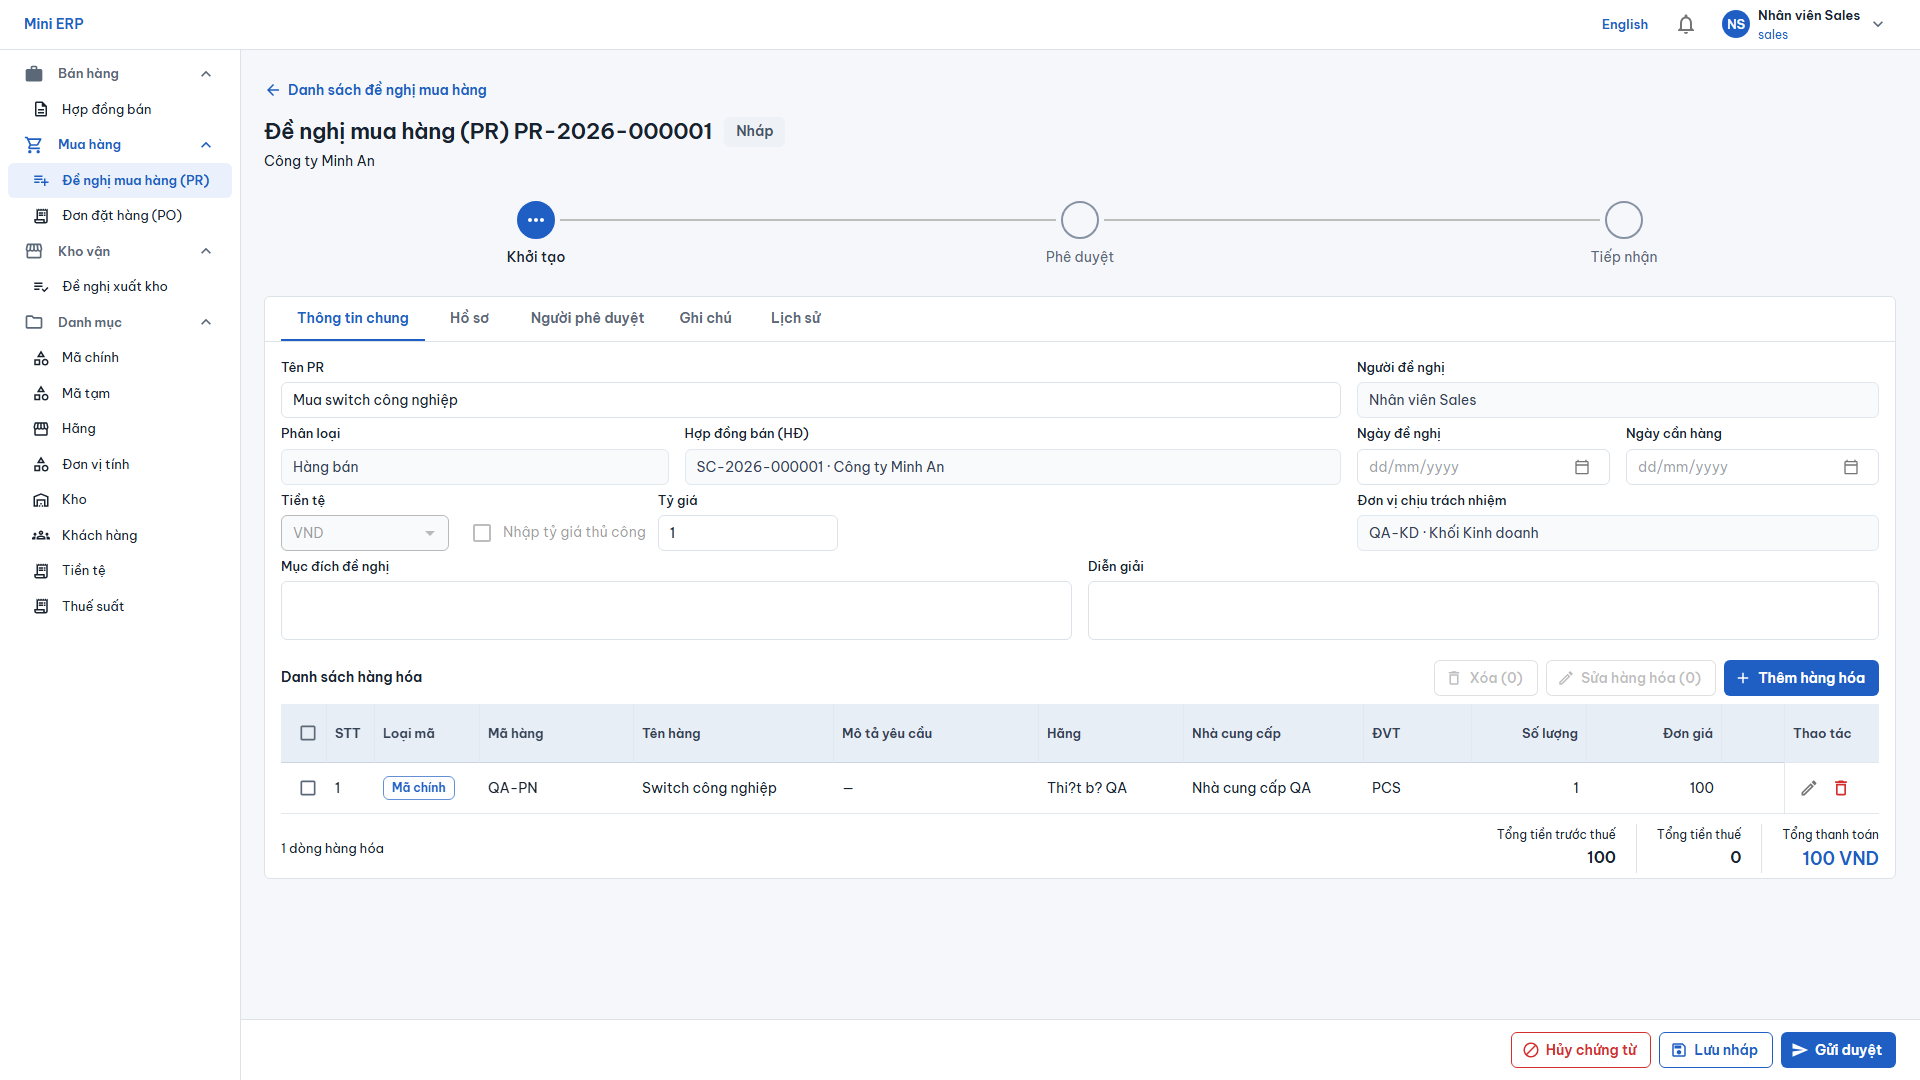 Mini ERP
English
NS
Nhân viên Sales
sales
Bán hàng
Hợp đồng bán
Mua hàng
Đề nghị mua hàng (PR)
Đơn đặt hàng (PO)
Kho vận
Đề nghị xuất kho
Danh mục
Mã chính
Mã tạm
Hãng
Đơn vị tính
Kho
Khách hàng
Tiền tệ
Thuế suất
Danh sách đề nghị mua hàng
Đề nghị mua hàng (PR) PR-2026-000001 Nháp
Công ty Minh An
Khởi tạo Phê duyệt Tiếp nhận
Thông tin chung Hồ sơ Người phê duyệt Ghi chú Lịch sử
Tên PR Người đề nghị
Mua switch công nghiệp Nhân viên Sales
Phân loại Hợp đồng bán (HĐ) Ngày đề nghị Ngày cần hàng
Hàng bán SC-2026-000001 · Công ty Minh An dd/mm/yyyy dd/mm/yyyy
Tiền tệ Tỷ giá Đơn vị chịu trách nhiệm
VND Nhập tỷ giá thủ công 1 QA-KD · Khối Kinh doanh
Mục đích đề nghị Diễn giải
Danh sách hàng hóa Xóa (0) Sửa hàng hóa (0) Thêm hàng hóa
STT Loại mã Mã hàng Tên hàng Mô tả yêu cầu Hãng Nhà cung cấp ĐVT Số lượng Đơn giá Thao tác
1 Mã chính QA-PN Switch công nghiệp — Thi?t b? QA Nhà cung cấp QA PCS 1 100
1 dòng hàng hóa Tổng tiền trước thuế Tổng tiền thuế Tổng thanh toán
100 0 100 VND
Hủy chứng từ Lưu nháp Gửi duyệt